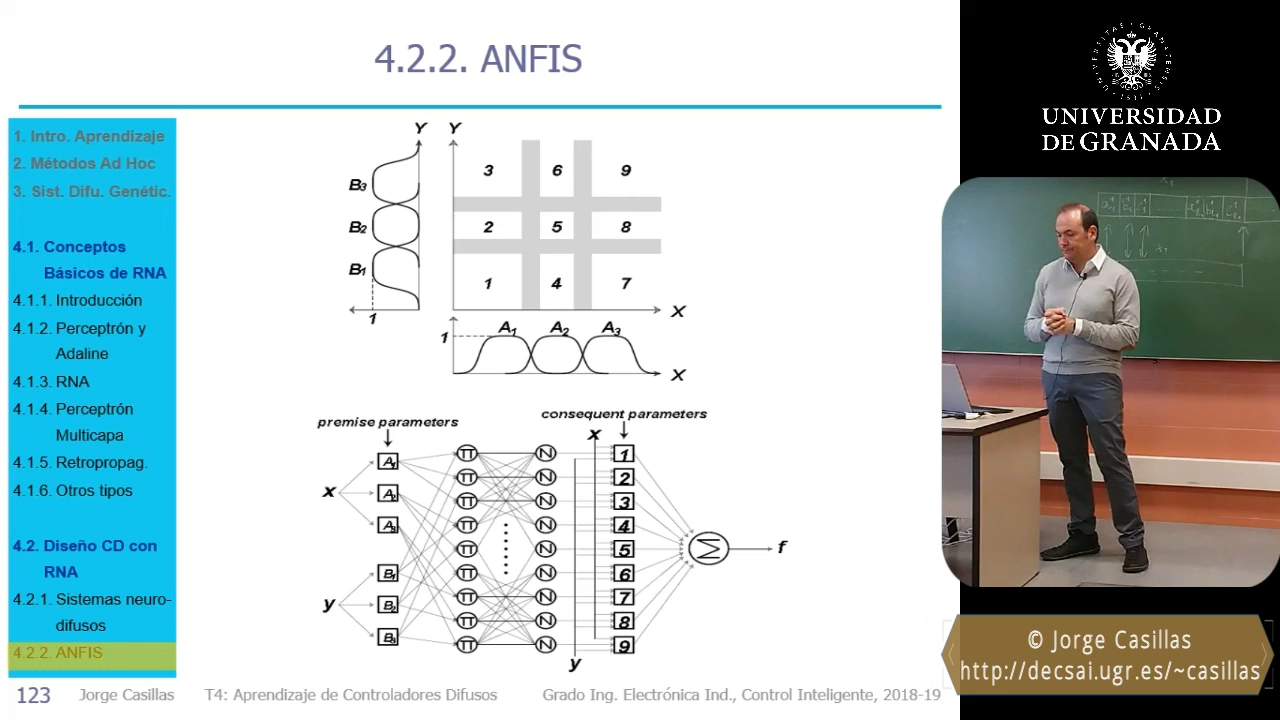 4.2.2. ANFIS
1. Intro. Aprendizaje
2. Métodos Ad Hoc
3. Sist. Difu. Genétic.
4.1. Conceptos
Básicos de RNA
4.1.1. Introducción
4.1.2. Perceptrón y
Adaline
4.1.3. RNA
4.1.4. Perceptrón
Multicapa
4.1.5. Retropropag.
4.1.6. Otros tipos
4.2. Diseño CD con
RNA
4.2.1. Sistemas neuro-
difusos
4.2.2. ANFIS
Y Y
B3 3 6 9
B2 2 5 8
B1 1 4 7
1 X
1 A1 A2 A3
X
premise parameters consequent parameters
x
x
y
A1
A2
A3
B1
B2
B3
Π
Π
Π
Π
Π
Π
Π
Π
Π
N
N
N
N
N
N
N
N
N
1
2
3
4
5
6
7
8
9
y
Σ f
123 Jorge Casillas T4: Aprendizaje de Controladores Difusos Grado Ing. Electrónica Ind., Control Inteligente, 2018-19
UNIVERSIDAD
DE GRANADA
© Jorge Casillas
http://decsai.ugr.es/~casillas